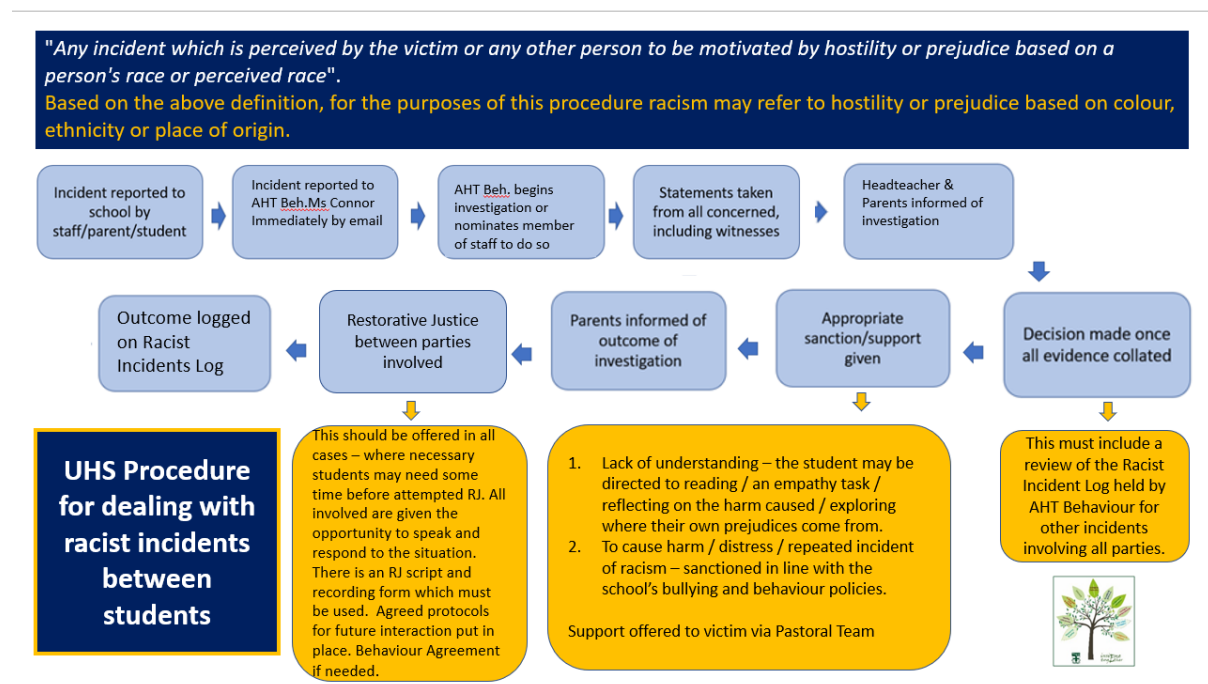 "Any incident which is perceived by the victim or any other person to be motivated by hostility or prejudice based on a
person's race or perceived race".
Based on the above definition, for the purposes of this procedure racism may refer to hostility or prejudice based on colour,
ethnicity or place of origin.
Incident reported to
school by
staff/parent/student
Incident reported to
AHT Beh.Ms Connor
Immediately by email
AHT Beh. begins
investigation or
nominates member
of staff to do so
Statements taken
from all concerned,
including witnesses
Headteacher &
Parents informed of
investigation
Decision made once
all evidence collated
Appropriate
sanction/support
given
Parents informed of
outcome of
investigation
Restorative Justice
between parties
involved
Outcome logged
on Racist
Incidents Log
This must include a
review of the Racist
Incident Log held by
AHT Behaviour for
other incidents
involving all parties.
1. Lack of understanding – the student may be
directed to reading / an empathy task /
reflecting on the harm caused / exploring
where their own prejudices come from.
2. To cause harm / distress / repeated incident
of racism – sanctioned in line with the
school's bullying and behaviour policies.
Support offered to victim via Pastoral Team
This should be offered in all
cases – where necessary
students may need some
time before attempted RJ. All
involved are given the
opportunity to speak and
respond to the situation.
There is an RJ script and
recording form which must
be used.  Agreed protocols
for future interaction put in
place. Behaviour Agreement
if needed.
UHS Procedure
for dealing with
racist incidents
between
students